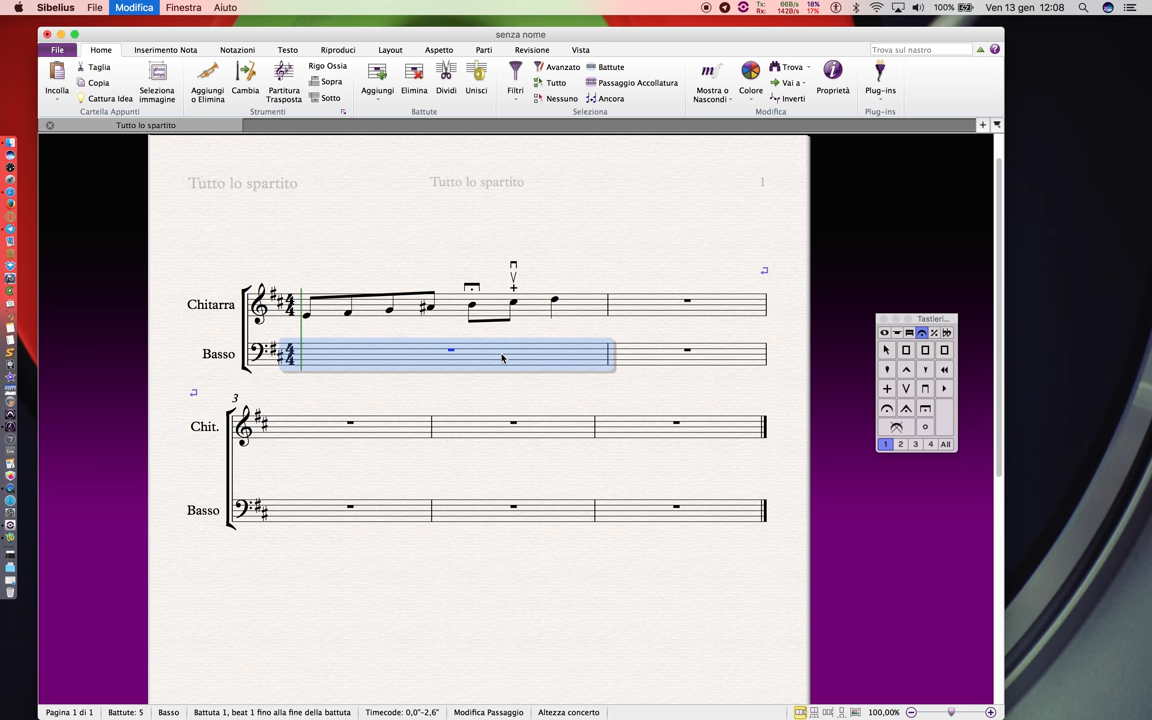 Sibelius File Modifica Finestra Aiuto Tx: 66B/s 18% Rx: 142B/s 17% 100% Ven 13 gen 12:08
senza nome
File Home Inserimento Nota Notazioni Testo Riproduci Layout Aspetto Parti Revisione Vista Trova sul nastro
Incolla Taglia Copia Cattura Idea Seleziona immagine
Aggiungi o Elimina Cambia Partitura Trasposta Rigo Ossia Sopra Sotto
Aggiungi Elimina Dividi Unisci
Filtri Avanzato Tutto Nessuno Battute Passaggio Accollatura Ancora
Mostra o Nascondi Colore Trova Vai a Inverti Proprietà
Plug-ins
Cartella Appunti Strumenti Battute Seleziona Modifica Plug-ins
Tutto lo spartito
Tutto lo spartito Tutto lo spartito 1
Chitarra
Basso
3
Chit.
Basso
Tastieri...
1 2 3 4 All
Pagina 1 di 1 Battute: 5 Basso Battuta 1, beat 1 fino alla fine della battuta Timecode: 0,0"-2,6" Modifica Passaggio Altezza concerto 100,00%